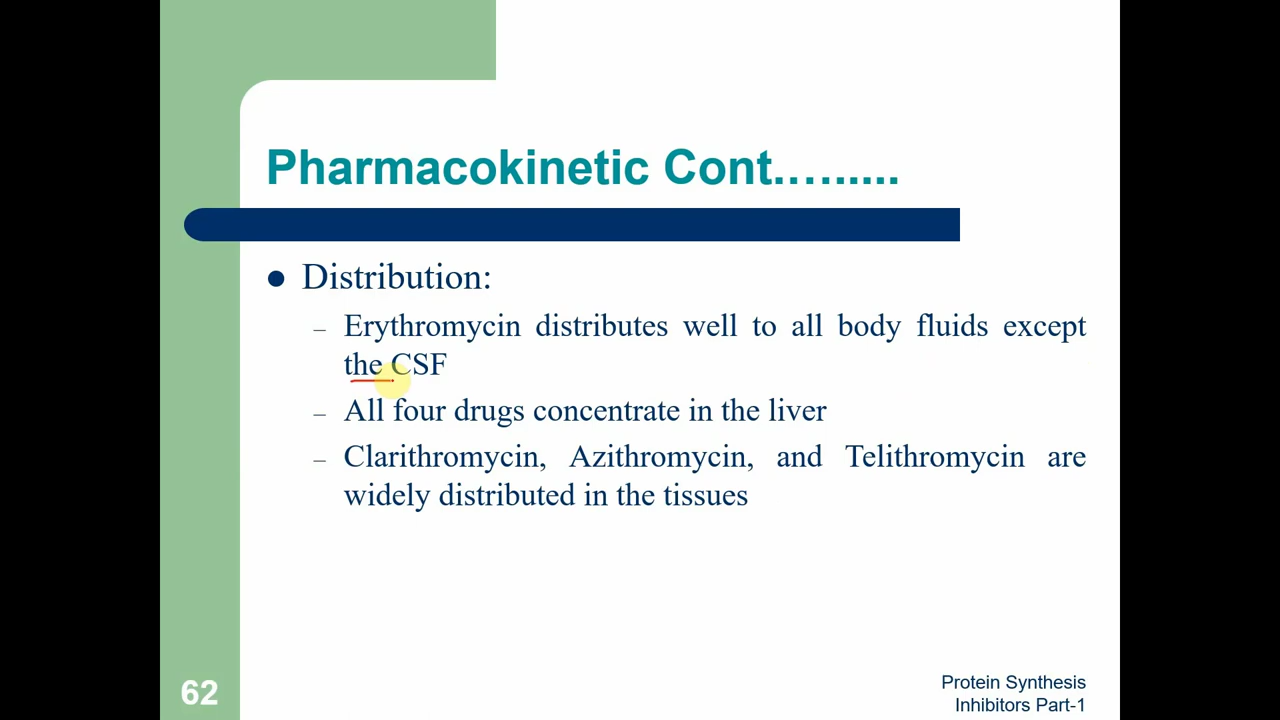 Pharmacokinetic Cont.…......
Distribution:
– Erythromycin distributes well to all body fluids except
the CSF
– All four drugs concentrate in the liver
– Clarithromycin, Azithromycin, and Telithromycin are
widely distributed in the tissues
62
Protein Synthesis
Inhibitors Part-1